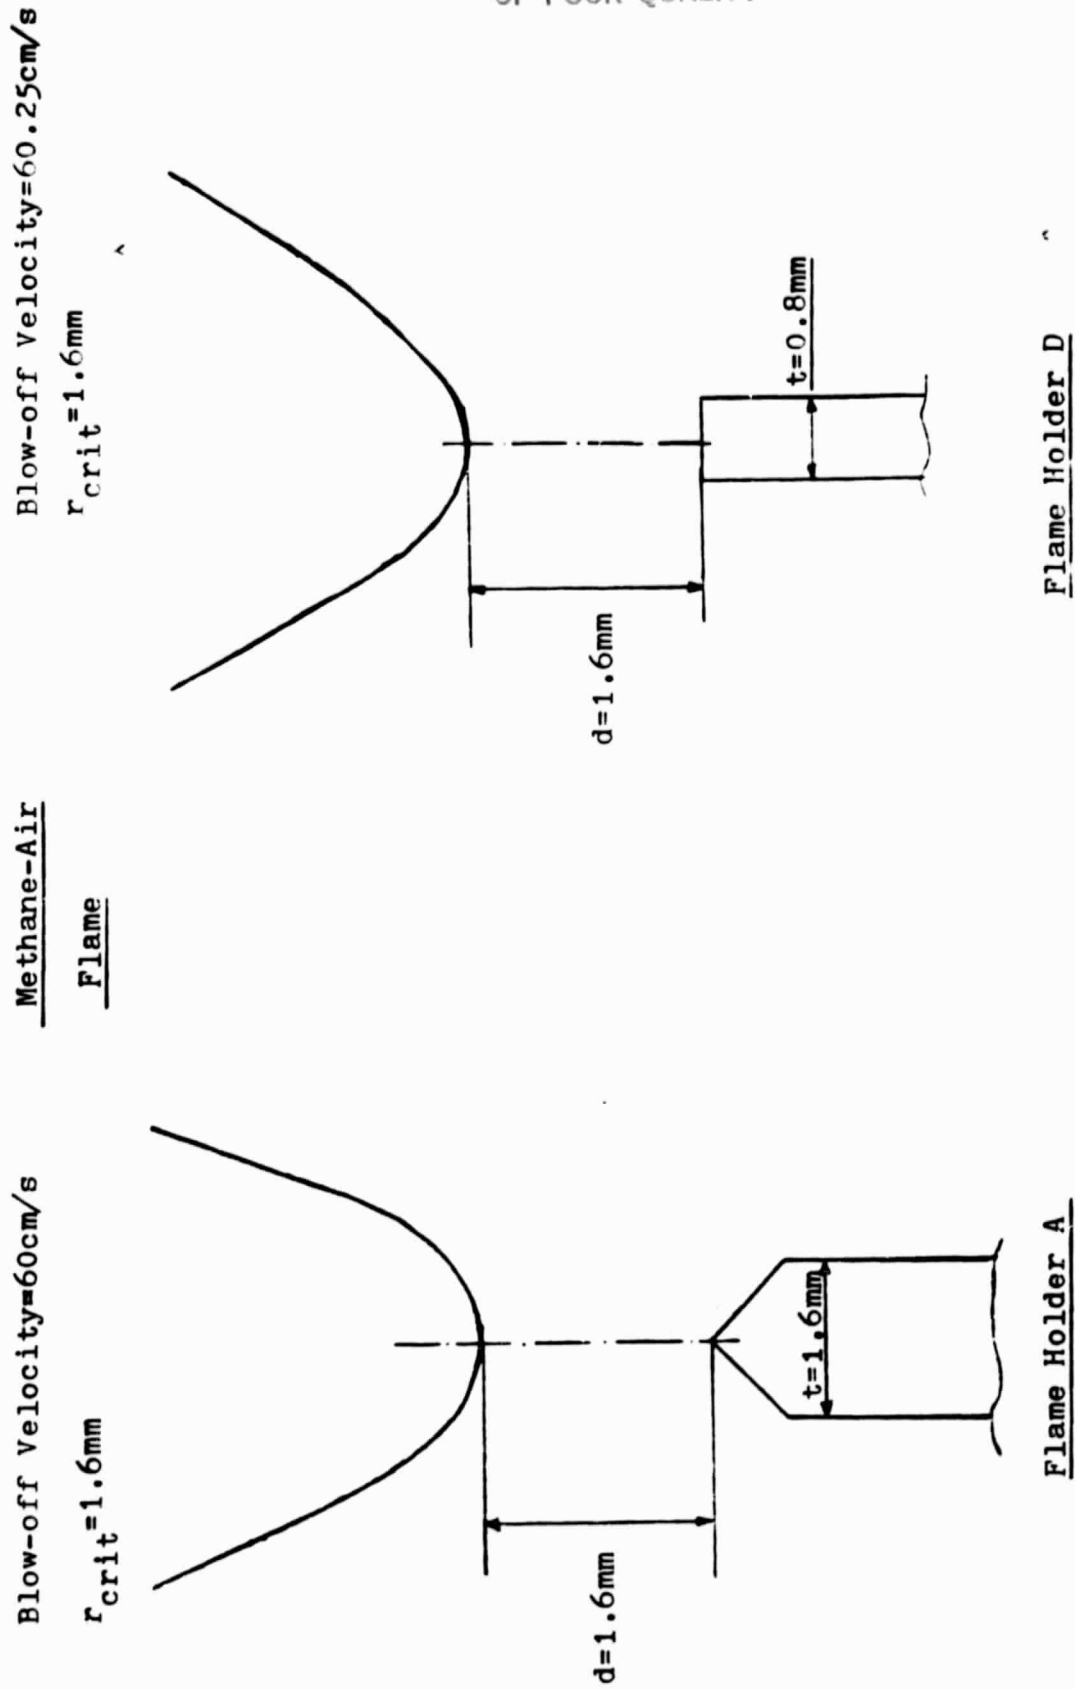 Blow-off Velocity=60cm/s
r_crit=1.6mm
Methane-Air
Flame
Blow-off Velocity=60.25cm/s
r_crit=1.6mm
d=1.6mm
t=1.6mm
Flame Holder A
d=1.6mm
t=0.8mm
Flame Holder D